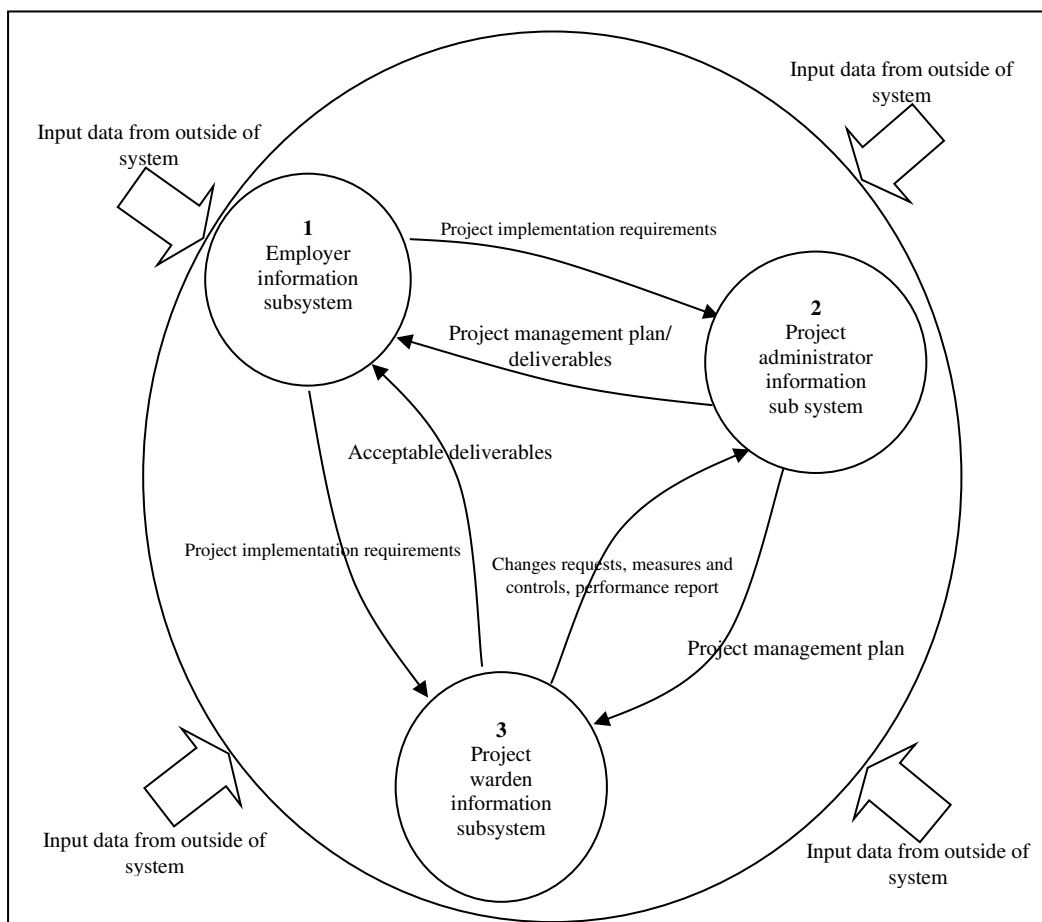 Input data from outside of
system
Input data from outside of
system
1
Employer
information
subsystem
Project implementation requirements
2
Project
administrator
information
sub system
Project management plan/
deliverables
Acceptable deliverables
Project implementation requirements
Changes requests, measures and
controls, performance report
Project management plan
3
Project
warden
information
subsystem
Input data from outside of
system
Input data from outside of
system